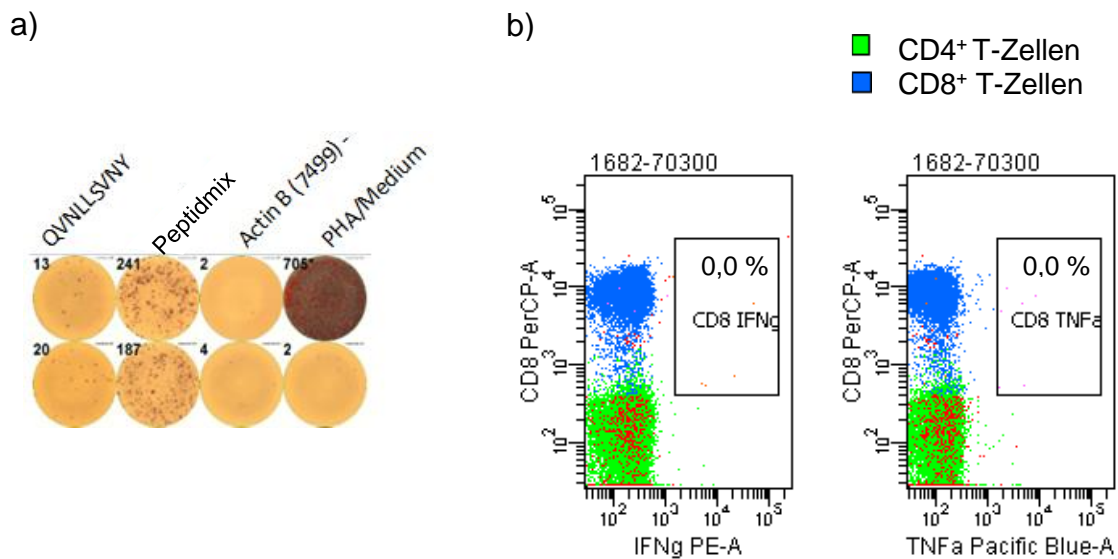 a)
QVNLLSVNY
Peptidmix
Actin B (7499) -
PHA/Medium
13
241
2
705*
20
187
4
2
b)
CD4⁺ T-Zellen
CD8⁺ T-Zellen
1682-70300
CD8 PerCP-A
10⁵
10⁴
10³
10²
0,0 %
CD8 IFNg
10² 10³ 10⁴ 10⁵
IFNg PE-A
1682-70300
CD8 PerCP-A
10⁵
10⁴
10³
10²
0,0 %
CD8 TNFa
10² 10³ 10⁴ 10⁵
TNFa Pacific Blue-A